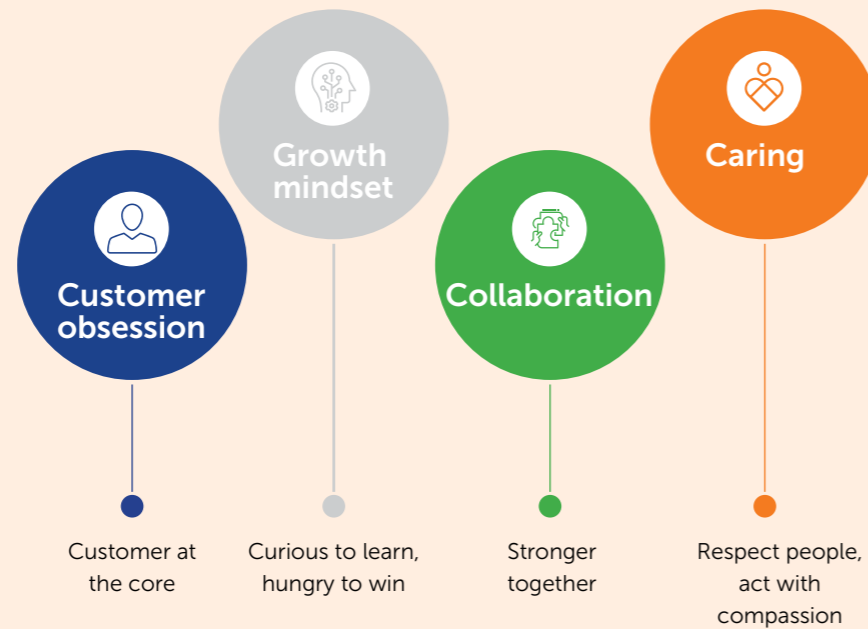 Growth
mindset
Caring
Customer
obsession
Collaboration
Customer at
the core
Curious to learn,
hungry to win
Stronger
together
Respect people,
act with
compassion